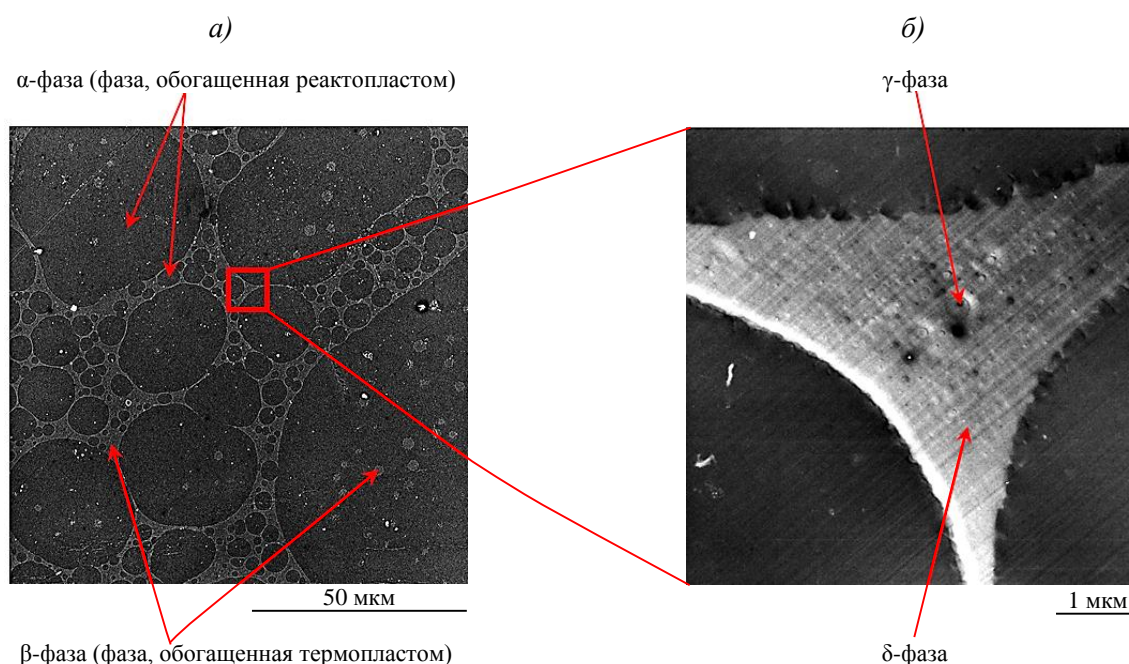 а)
б)
α-фаза (фаза, обогащенная реактопластом)
γ-фаза
50 мкм
1 мкм
β-фаза (фаза, обогащенная термопластом)
δ-фаза